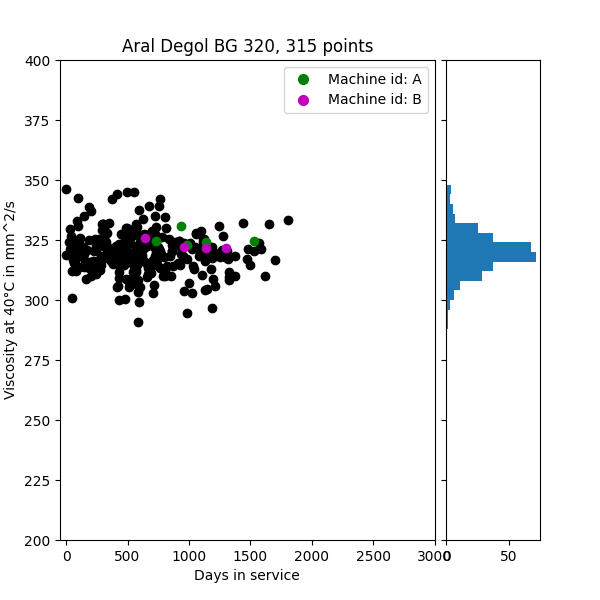 Aral Degol BG 320, 315 points
Machine id: A
Machine id: B
Viscosity at 40°C in mm^2/s
400
375
350
325
300
275
250
225
200
0 500 1000 1500 2000 2500 3000
0 50
Days in service